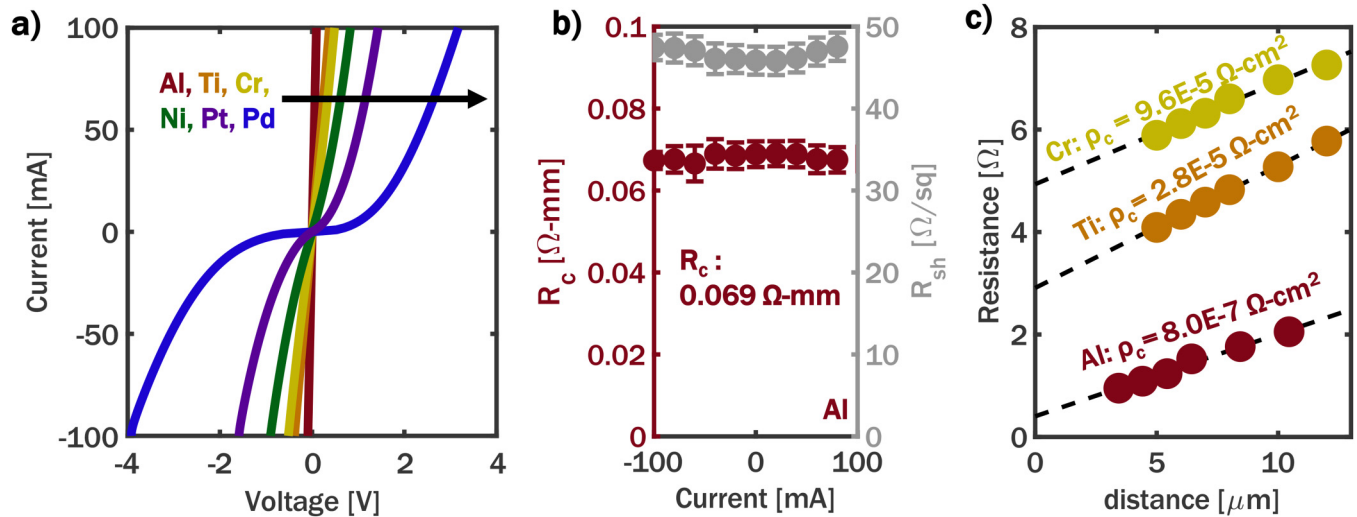 a)
100
50
0
-50
-100
Current [mA]
-4
-2
0
2
4
Voltage [V]
Al, Ti, Cr,
Ni, Pt, Pd
b)
0.1
0.08
0.06
0.04
0.02
0
R_c [Ω-mm]
50
40
30
20
10
0
R_sh [Ω/sq]
R_c :
0.069 Ω-mm
Al
-100
0
100
Current [mA]
c)
8
6
4
2
0
Resistance [Ω]
Cr: ρ_c = 9.6E-5 Ω-cm²
Ti: ρ_c = 2.8E-5 Ω-cm²
Al: ρ_c = 8.0E-7 Ω-cm²
0
5
10
distance [μm]